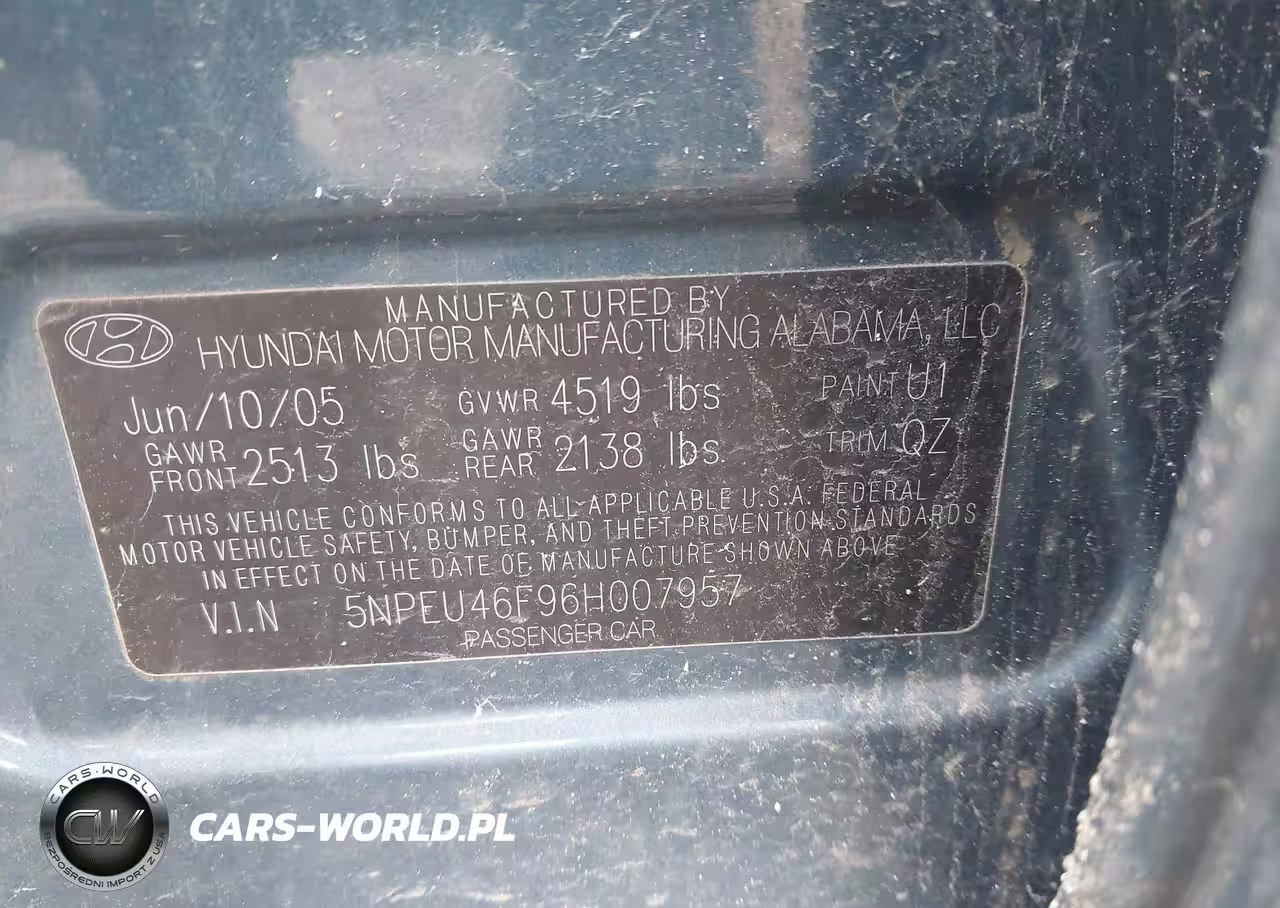 MANUFACTURED BY
HYUNDAI MOTOR MANUFACTURING ALABAMA, LLC
Jun/10/05 GVWR 4519 lbs PAINT U1
GAWR FRONT 2513 lbs GAWR REAR 2138 lbs TRIM QZ
THIS VEHICLE CONFORMS TO ALL APPLICABLE U.S.A. FEDERAL
MOTOR VEHICLE SAFETY, BUMPER, AND THEFT PREVENTION STANDARDS
IN EFFECT ON THE DATE OF MANUFACTURE SHOWN ABOVE
V.I.N 5NPEU46F96H007957
PASSENGER CAR
CARS-WORLD
CW
BEZPOŚREDNI IMPORT Z USA
CARS-WORLD.PL